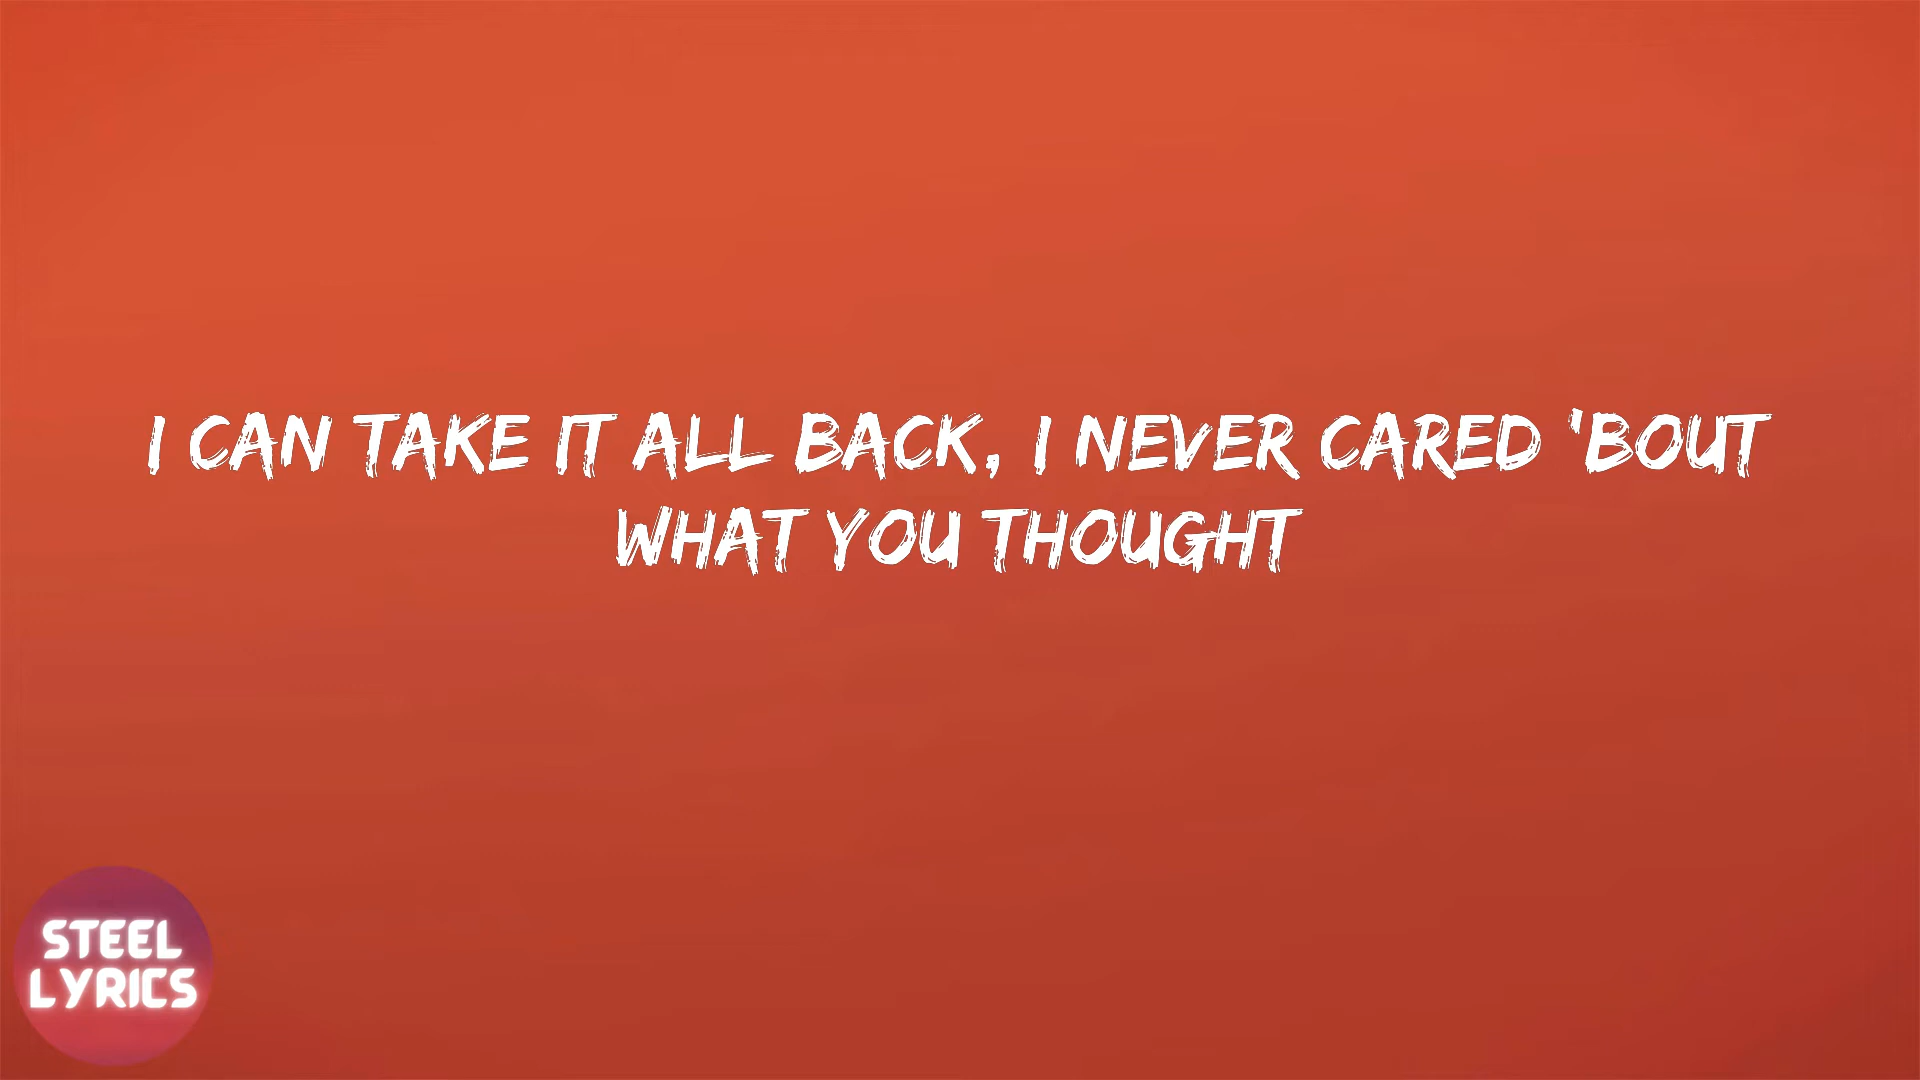 I CAN TAKE IT ALL BACK, I NEVER CARED 'BOUT
WHAT YOU THOUGHT
STEEL
LYRICS